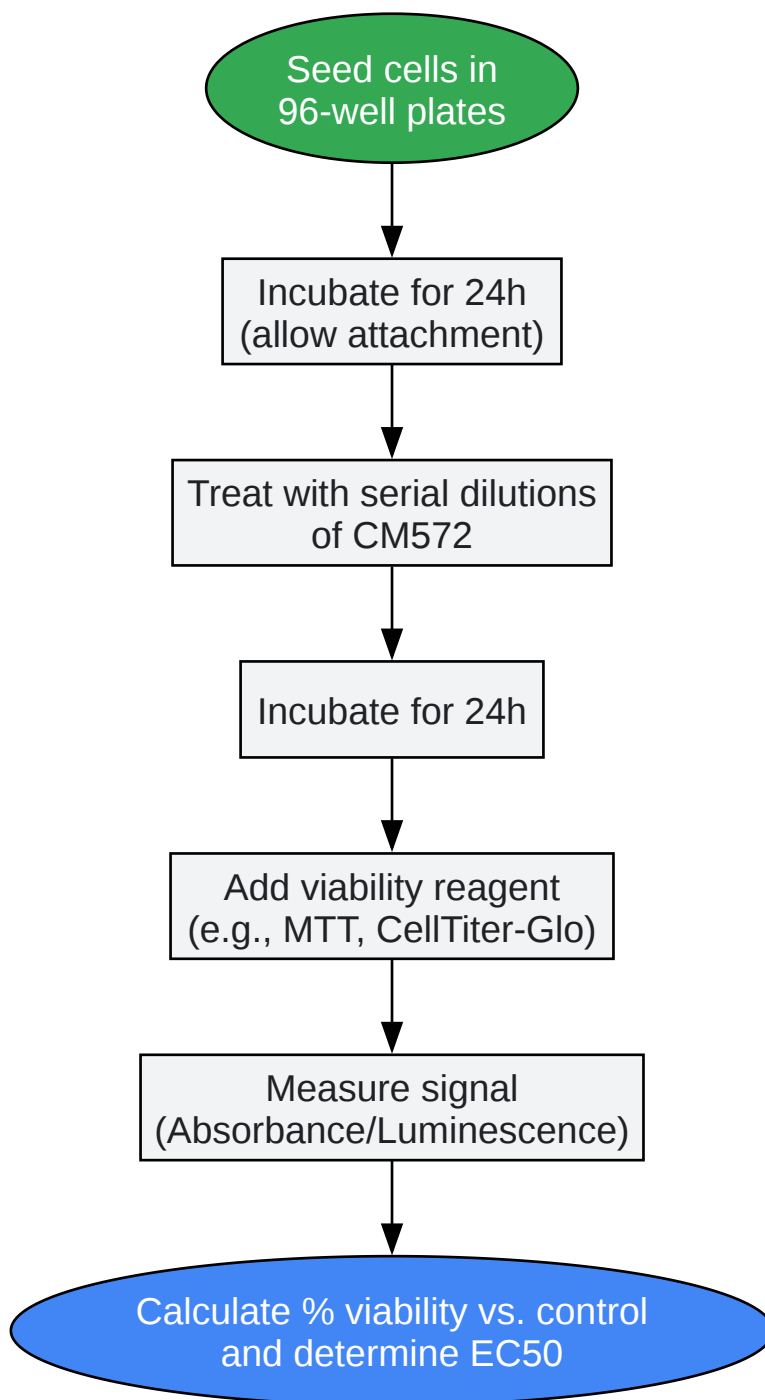 Seed cells in
96-well plates
Incubate for 24h
(allow attachment)
Treat with serial dilutions
of CM572
Incubate for 24h
Add viability reagent
(e.g., MTT, CellTiter-Glo)
Measure signal
(Absorbance/Luminescence)
Calculate % viability vs. control
and determine EC50